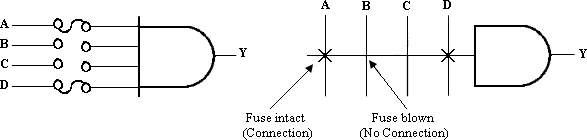 A
B
C
D
Y
A B C D
Y
Fuse intact
(Connection)
Fuse blown
(No Connection)